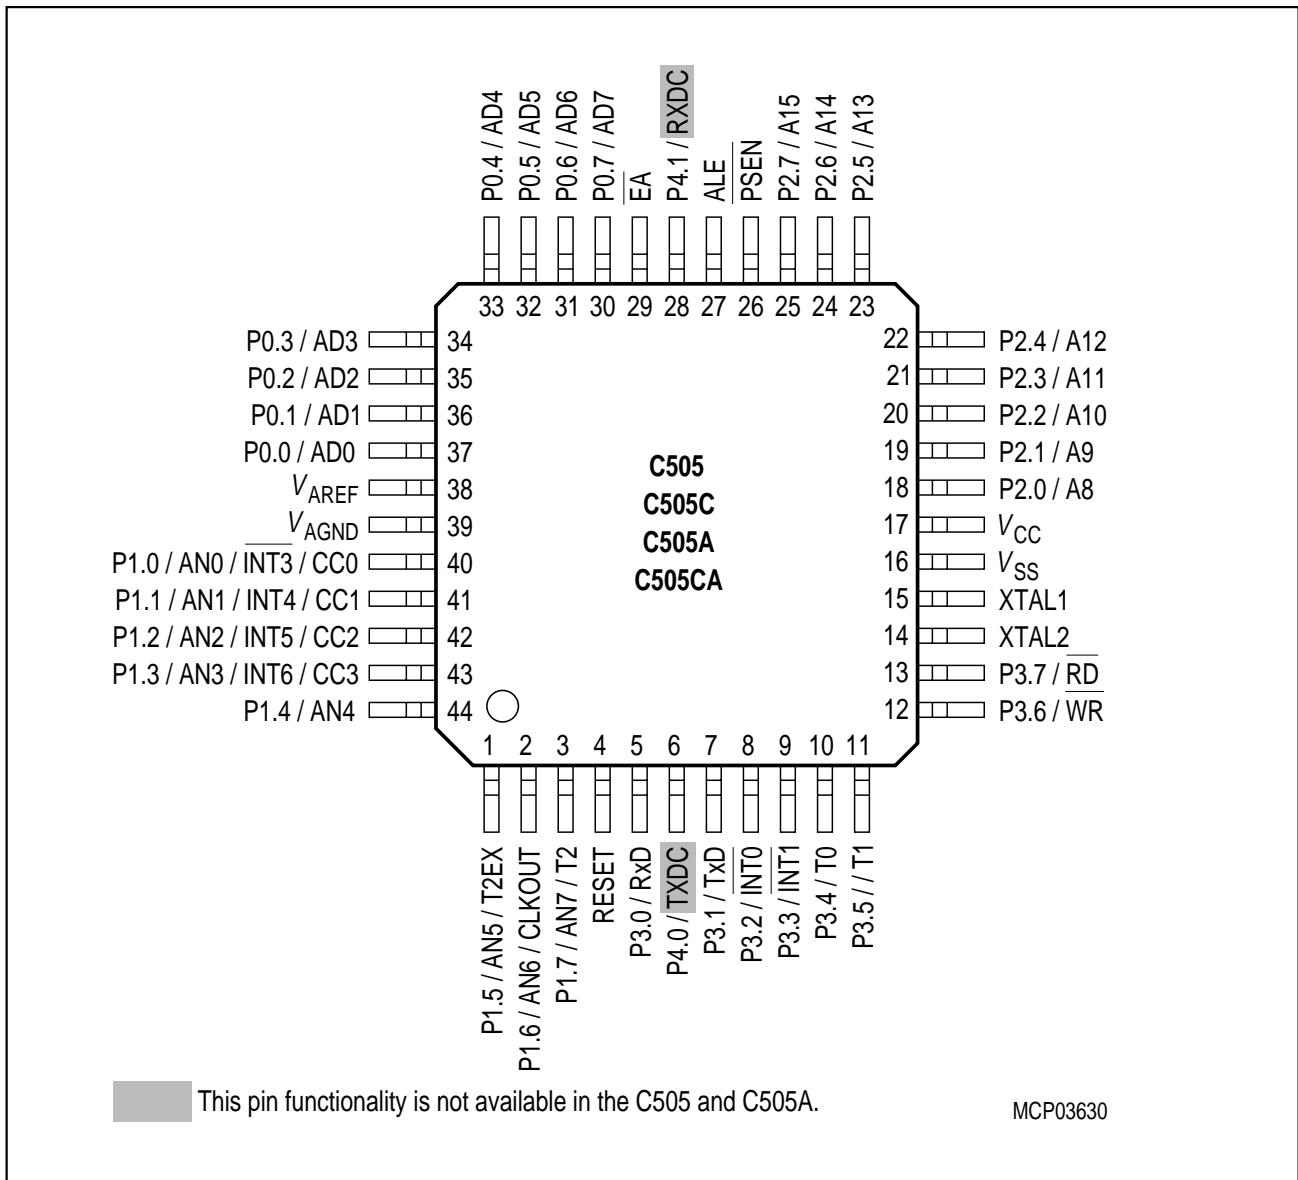 P0.4 / AD4
P0.5 / AD5
P0.6 / AD6
P0.7 / AD7
EA
P4.1 / RXDC
ALE
PSEN
P2.7 / A15
P2.6 / A14
P2.5 / A13
33 32 31 30 29 28 27 26 25 24 23
P0.3 / AD3 34
P0.2 / AD2 35
P0.1 / AD1 36
P0.0 / AD0 37
VAREF 38
VAGND 39
P1.0 / AN0 / INT3 / CC0 40
P1.1 / AN1 / INT4 / CC1 41
P1.2 / AN2 / INT5 / CC2 42
P1.3 / AN3 / INT6 / CC3 43
P1.4 / AN4 44
C505
C505C
C505A
C505CA
22 P2.4 / A12
21 P2.3 / A11
20 P2.2 / A10
19 P2.1 / A9
18 P2.0 / A8
17 VCC
16 VSS
15 XTAL1
14 XTAL2
13 P3.7 / RD
12 P3.6 / WR
1 2 3 4 5 6 7 8 9 10 11
P1.5 / AN5 / T2EX
P1.6 / AN6 / CLKOUT
P1.7 / AN7 / T2
RESET
P3.0 / RxD
P4.0 / TXDC
P3.1 / TxD
P3.2 / INT0
P3.3 / INT1
P3.4 / T0
P3.5 / / T1
This pin functionality is not available in the C505 and C505A.
MCP03630